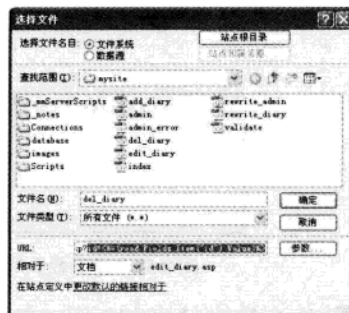 选择文件
选择文件名自: 文件系统 站点根目录
数据源
查找范围(I): mysite
_mmServerScripts add_diary rewrite_admin
_notes admin rewrite_diary
Connections admin_error validate
database del_diary
images edit_diary
Scripts index
文件名(N): del_diary 确定
文件类型(T): 所有文件 (*.*) 取消
URL: 参数...
相对于: 文档 edit_diary.asp
在站点定义中更改默认的链接相对于